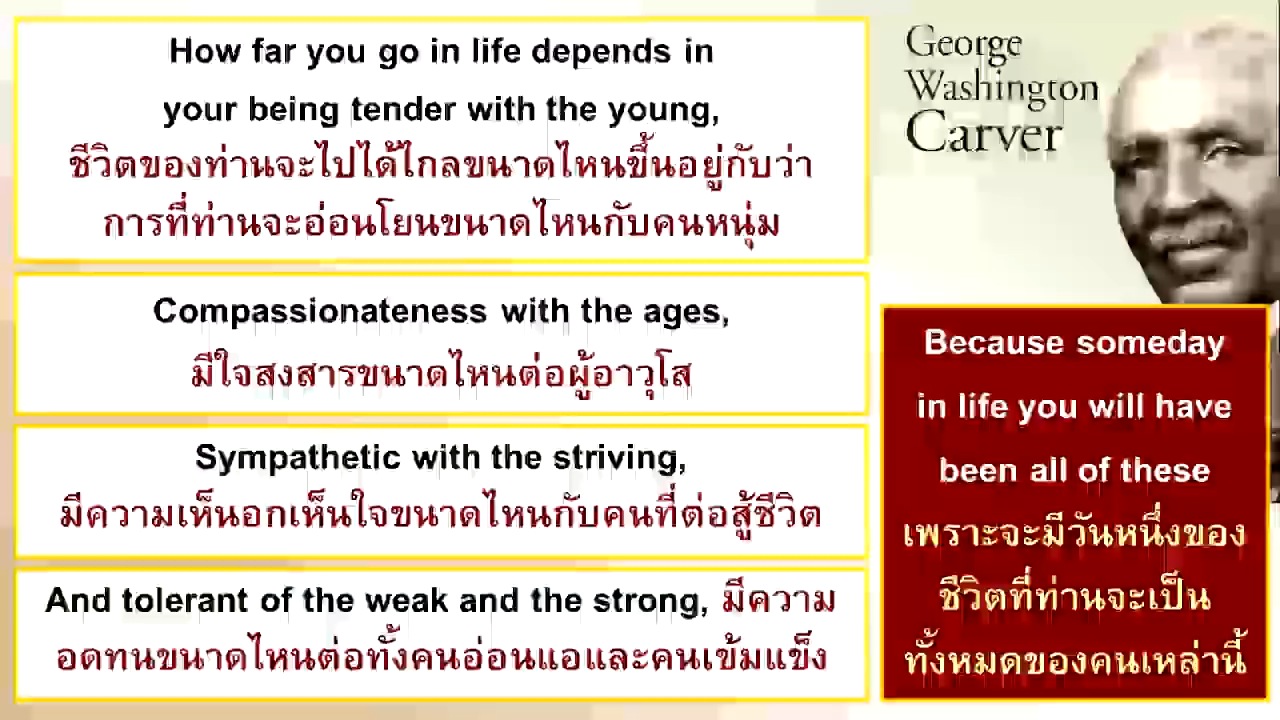 How far you go in life depends in
your being tender with the young,
ชีวิตของท่านจะไปได้ไกลขนาดไหนขึ้นอยู่กับว่า
การที่ท่านจะอ่อนโยนขนาดไหนกับคนหนุ่ม
Compassionateness with the ages,
มีใจสงสารขนาดไหนต่อผู้อาวุโส
Sympathetic with the striving,
มีความเห็นอกเห็นใจขนาดไหนกับคนที่ต่อสู้ชีวิต
And tolerant of the weak and the strong, มีความ
อดทนขนาดไหนต่อทั้งคนอ่อนแอและคนเข้มแข็ง
George
Washington
Carver
Because someday
in life you will have
been all of these
เพราะจะมีวันหนึ่งของ
ชีวิตที่ท่านจะเป็น
ทั้งหมดของคนเหล่านี้